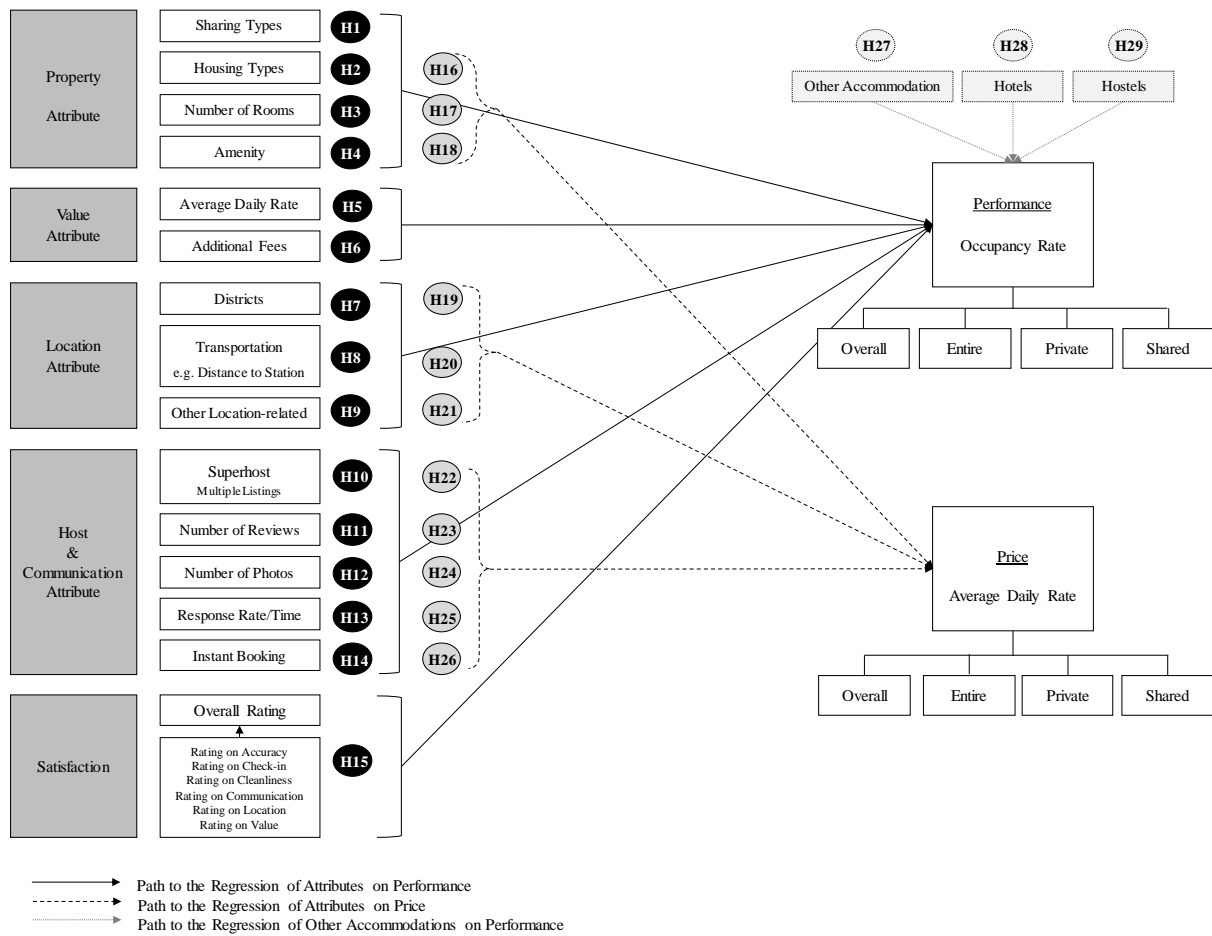 Property
Attribute
Sharing Types
H1
Housing Types
H2
H16
Number of Rooms
H3
H17
Amenity
H4
H18
Value
Attribute
Average Daily Rate
H5
Additional Fees
H6
Location
Attribute
Districts
H7
H19
Transportation
e.g. Distance to Station
H8
H20
Other Location-related
H9
H21
Host
&
Communication
Attribute
Superhost
Multiple Listings
H10
H22
Number of Reviews
H11
H23
Number of Photos
H12
H24
Response Rate/Time
H13
H25
Instant Booking
H14
H26
Satisfaction
Overall Rating
Rating on Accuracy
Rating on Check-in
Rating on Cleanliness
Rating on Communication
Rating on Location
Rating on Value
H15
H27
H28
H29
Other Accommodation
Hotels
Hostels
Performance
Occupancy Rate
Overall
Entire
Private
Shared
Price
Average Daily Rate
Overall
Entire
Private
Shared
Path to the Regression of Attributes on Performance
Path to the Regression of Attributes on Price
Path to the Regression of Other Accommodations on Performance